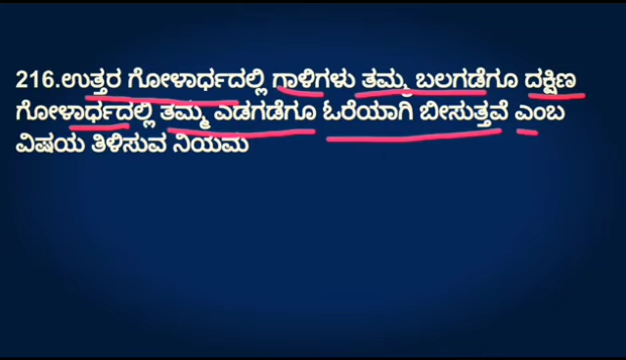 216.ಉತ್ತರ ಗೋಳಾರ್ಧದಲ್ಲಿ ಗಾಳಿಗಳು ತಮ್ಮ ಬಲಗಡೆಗೂ ದಕ್ಷಿಣ
ಗೋಳಾರ್ಧದಲ್ಲಿ ತಮ್ಮ ಎಡಗಡೆಗೂ ಓರೆಯಾಗಿ ಬೀಸುತ್ತವೆ ಎಂಬ
ವಿಷಯ ತಿಳಿಸುವ ನಿಯಮ